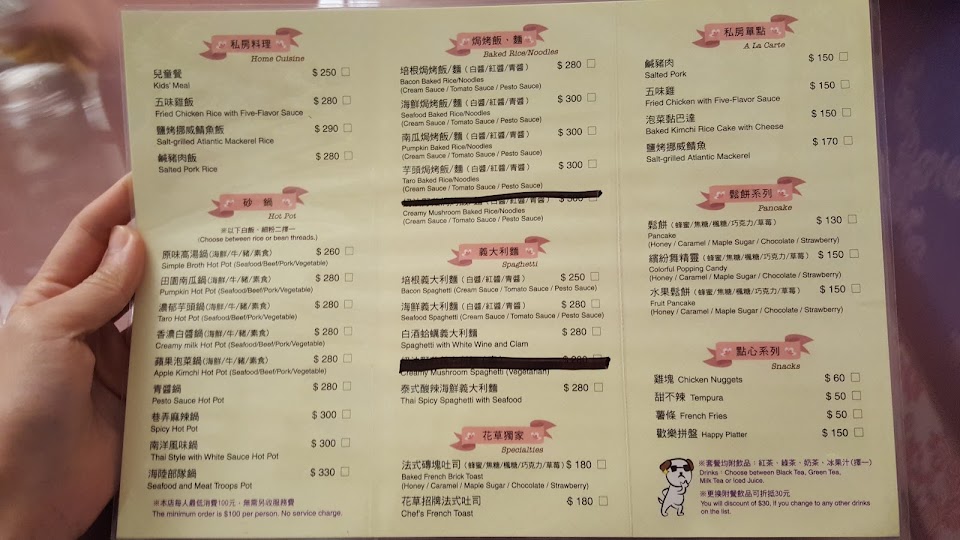 私房料理
Home Cuisine
兒童餐 $ 250
Kids' Meal
五味雞飯 $ 280
Fried Chicken Rice with Five-Flavor Sauce
鹽烤挪威鯖魚飯 $ 290
Salt-grilled Atlantic Mackerel Rice
鹹豬肉飯 $ 280
Salted Pork Rice
砂鍋
Hot Pot
※以下白飯、細粉二擇一
(Choose between rice or bean threads.)
原味高湯鍋(海鮮/牛/豬/素食) $ 260
Simple Broth Hot Pot (Seafood/Beef/Pork/Vegetable)
田園南瓜鍋(海鮮/牛/豬/素食) $ 280
Pumpkin Hot Pot (Seafood/Beef/Pork/Vegetable)
濃郁芋頭鍋(海鮮/牛/豬/素食) $ 280
Taro Hot Pot (Seafood/Beef/Pork/Vegetable)
香濃白醬鍋(海鮮/牛/豬/素食) $ 280
Creamy milk Hot Pot (Seafood/Beef/Pork/Vegetable)
蘋果泡菜鍋(海鮮/牛/豬/素食) $ 280
Apple Kimchi Hot Pot (Seafood/Beef/Pork/Vegetable)
青醬鍋 $ 280
Pesto Sauce Hot Pot
巷弄麻辣鍋 $ 300
Spicy Hot Pot
南洋風味鍋 $ 300
Thai Style with White Sauce Hot Pot
海陸部隊鍋 $ 330
Seafood and Meat Troops Pot
※本店每人最低消費100元、無需另收服務費
The minimum order is $100 per person. No service charge.
焗烤飯、麵
Baked Rice/Noodles
培根焗烤飯/麵(白醬/紅醬/青醬) $ 280
Bacon Baked Rice/Noodles
(Cream Sauce / Tomato Sauce / Pesto Sauce)
海鮮焗烤飯/麵(白醬/紅醬/青醬) $ 300
Seafood Baked Rice/Noodles
(Cream Sauce / Tomato Sauce / Pesto Sauce)
南瓜焗烤飯/麵(白醬/紅醬/青醬) $ 300
Pumpkin Baked Rice/Noodles
(Cream Sauce / Tomato Sauce / Pesto Sauce)
芋頭焗烤飯/麵(白醬/紅醬/青醬) $ 300
Taro Baked Rice/Noodles
(Cream Sauce / Tomato Sauce / Pesto Sauce)
(白醬/紅醬/青醬)
Creamy Mushroom Baked Rice/Noodles
(Cream Sauce / Tomato Sauce / Pesto Sauce)
義大利麵
Spaghetti
培根義大利麵(白醬/紅醬/青醬) $ 250
Bacon Spaghetti (Cream Sauce / Tomato Sauce / Pesto Sauce)
海鮮義大利麵(白醬/紅醬/青醬) $ 280
Seafood Spaghetti (Cream Sauce / Tomato Sauce / Pesto Sauce)
白酒蛤蠣義大利麵 $ 280
Spaghetti with White Wine and Clam
Creamy Mushroom Spaghetti (Vegetarian)
泰式酸辣海鮮義大利麵 $ 280
Thai Spicy Spaghetti with Seafood
花草獨家
Specialties
法式磚塊吐司(蜂蜜/焦糖/楓糖/巧克力/草莓) $ 180
Baked French Brick Toast
(Honey / Caramel / Maple Sugar / Chocolate / Strawberry)
花草招牌法式吐司 $ 180
Chef's French Toast
私房單點
A La Carte
鹹豬肉 $ 150
Salted Pork
五味雞 $ 150
Fried Chicken with Five-Flavor Sauce
泡菜黏巴達 $ 150
Baked Kimchi Rice Cake with Cheese
鹽烤挪威鯖魚 $ 170
Salt-grilled Atlantic Mackerel
鬆餅系列
Pancake
鬆餅(蜂蜜/焦糖/楓糖/巧克力/草莓) $ 130
Pancake
(Honey / Caramel / Maple Sugar / Chocolate / Strawberry)
繽紛舞精靈(蜂蜜/焦糖/楓糖/巧克力/草莓) $ 150
Colorful Popping Candy
(Honey / Caramel / Maple Sugar / Chocolate / Strawberry)
水果鬆餅(蜂蜜/焦糖/楓糖/巧克力/草莓) $ 150
Fruit Pancake
(Honey / Caramel / Maple Sugar / Chocolate / Strawberry)
點心系列
Snacks
雞塊 Chicken Nuggets $ 60
甜不辣 Tempura $ 50
薯條 French Fries $ 50
歡樂拼盤 Happy Platter $ 150
※套餐均附飲品:紅茶、綠茶、奶茶、冰果汁(擇一)
Drinks : Choose between Black Tea, Green Tea,
Milk Tea or Iced Juice.
※更換附餐飲品可折抵30元
You will discount of $30, if you change to any other drinks
on the list.